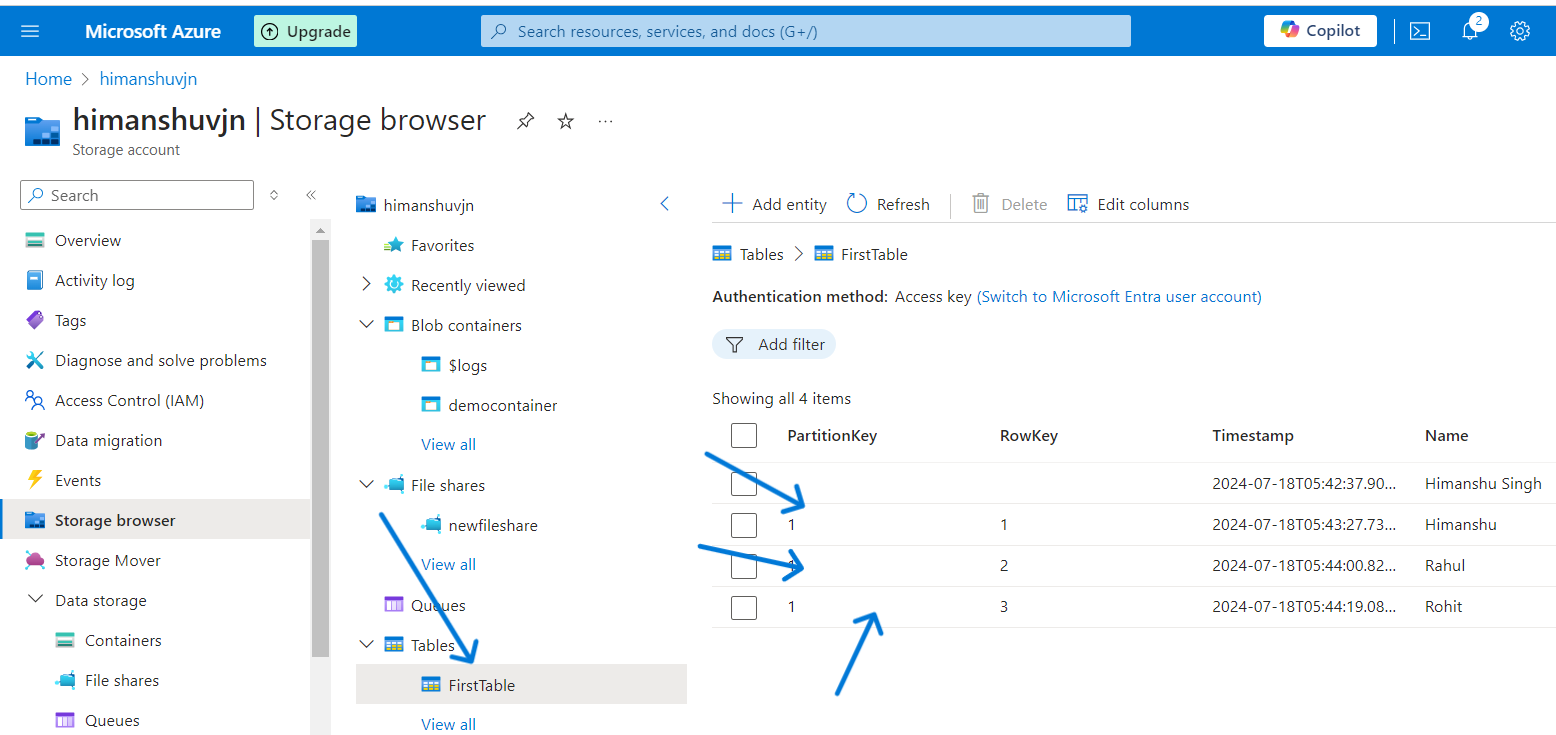 Microsoft Azure
Upgrade
Search resources, services, and docs (G+/)
Copilot
2
Home > himanshuvjn
himanshuvjn | Storage browser
...
Storage account
Search
Overview
Activity log
Tags
Diagnose and solve problems
Access Control (IAM)
Data migration
Events
Storage browser
Storage Mover
Data storage
Containers
File shares
Queues
himanshuvjn
Favorites
Recently viewed
Blob containers
$logs
democontainer
View all
File shares
newfileshare
View all
Queues
Tables
FirstTable
View all
Add entity Refresh Delete Edit columns
Tables > FirstTable
Authentication method: Access key (Switch to Microsoft Entra user account)
Add filter
Showing all 4 items
PartitionKey RowKey Timestamp Name
2024-07-18T05:42:37.90... Himanshu Singh
1 1 2024-07-18T05:43:27.73... Himanshu
2 2024-07-18T05:44:00.82... Rahul
1 3 2024-07-18T05:44:19.08... Rohit